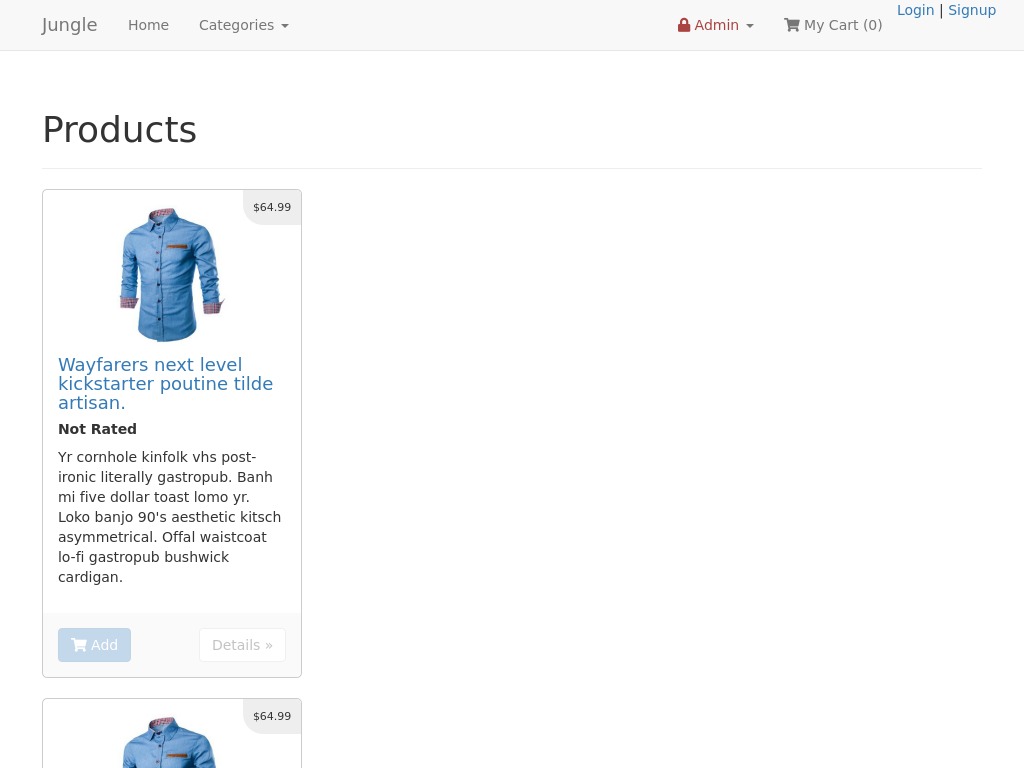 Jungle Home Categories Admin My Cart (0) Login | Signup
Products
$64.99
Wayfarers next level
kickstarter poutine tilde
artisan.
Not Rated
Yr cornhole kinfolk vhs post-
ironic literally gastropub. Banh
mi five dollar toast lomo yr.
Loko banjo 90's aesthetic kitsch
asymmetrical. Offal waistcoat
lo-fi gastropub bushwick
cardigan.
Add Details »
$64.99